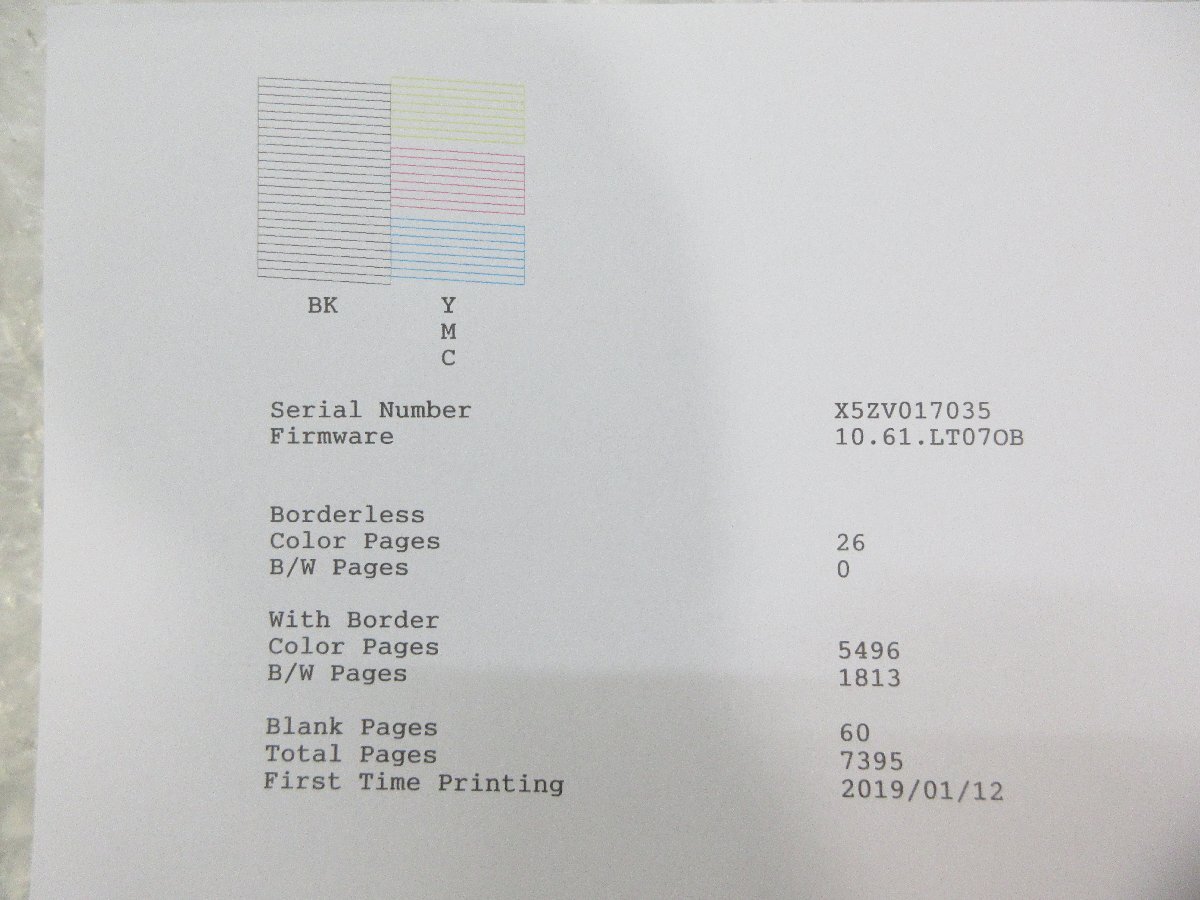 BK Y
M
C
Serial Number X5ZV017035
Firmware 10.61.LT07OB
Borderless
Color Pages 26
B/W Pages 0
With Border
Color Pages 5496
B/W Pages 1813
Blank Pages 60
Total Pages 7395
First Time Printing 2019/01/12